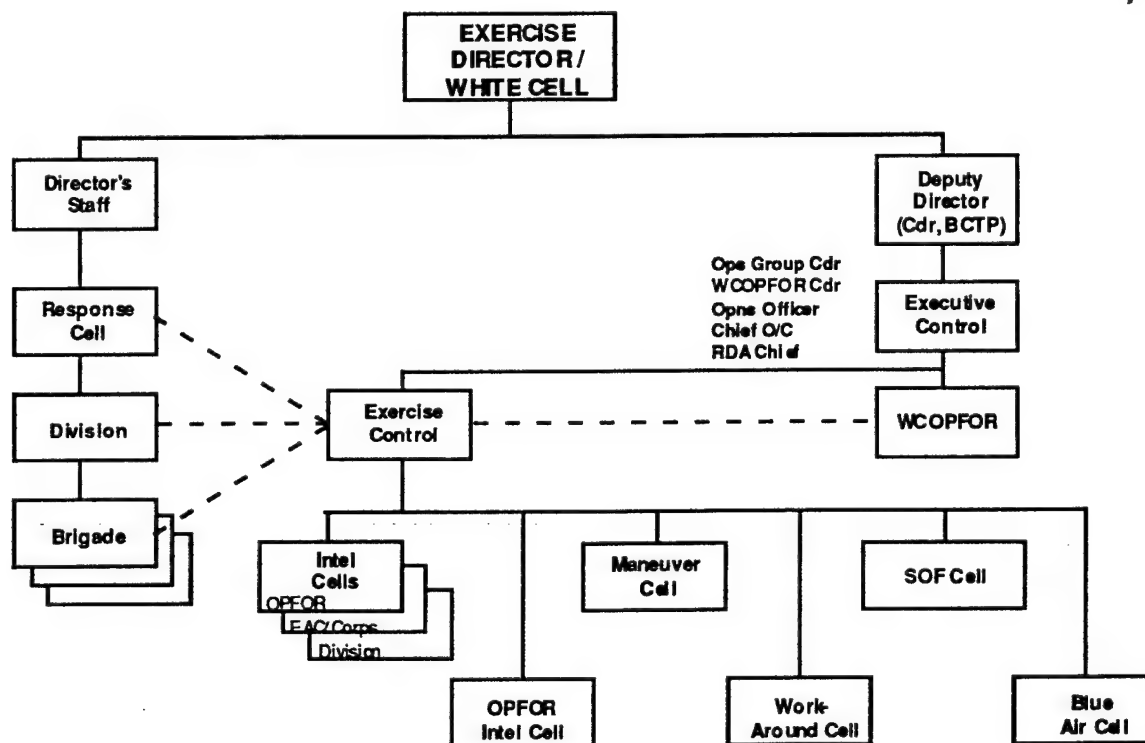 EXERCISE
DIRECTOR /
WHITE CELL
Director's
Staff
Deputy
Director
(Cdr, BCTP)
Ops Group Cdr
WCOPFOR Cdr
Opns Officer
Chief O/C
RDA Chief
Response
Cell
Executive
Control
Division
Exercise
Control
WCOPFOR
Brigade
Intel
Cells
OPFOR
EAC/Corps
Division
Maneuver
Cell
SOF Cell
OPFOR
Intel Cell
Work-
Around Cell
Blue
Air Cell